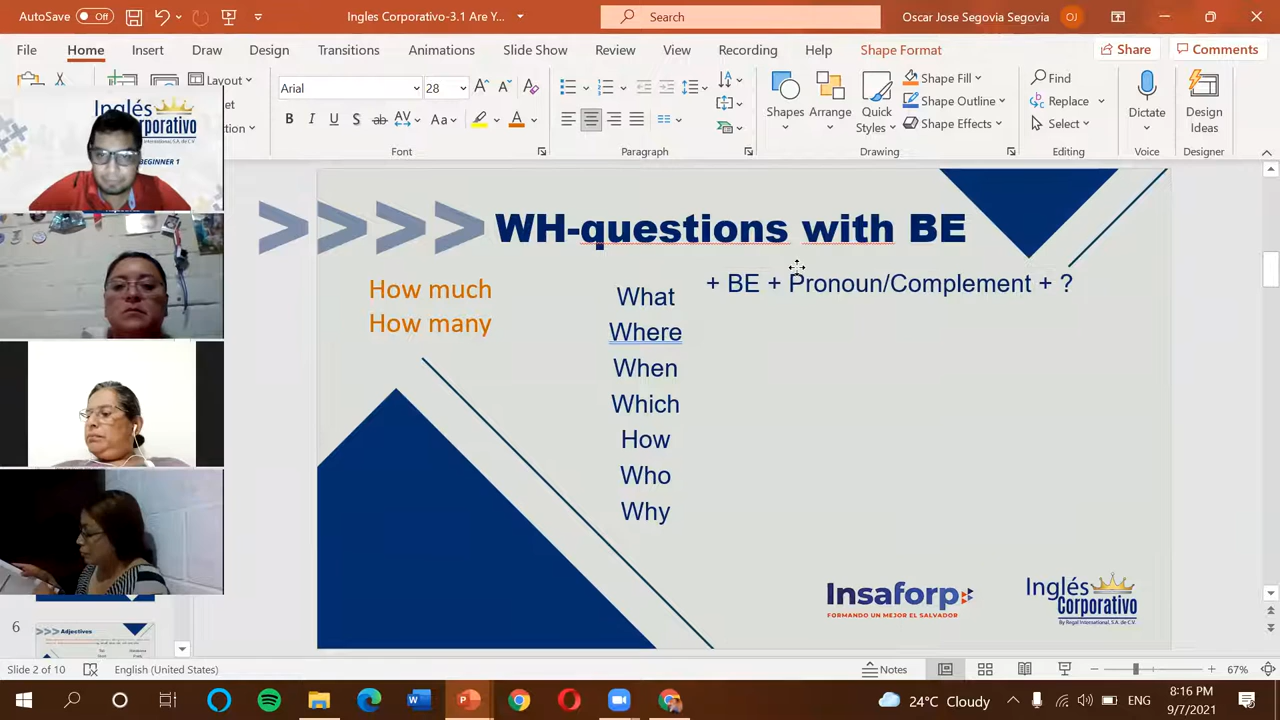 AutoSave Off
Ingles Corporativo-3.1 Are Y...
Search
Oscar Jose Segovia Segovia OJ
File Home Insert Draw Design Transitions Animations Slide Show Review View Recording Help Shape Format
Share Comments
Layout
Arial 28
Font
Paragraph
Shapes Arrange Quick Styles
Shape Fill
Shape Outline
Shape Effects
Drawing
Find
Replace
Select
Editing
Dictate
Voice
Design Ideas
Designer
Inglés
BEGINNER 1
>>>> WH-questions with BE
How much
How many
What
Where
When
Which
How
Who
Why
+ BE + Pronoun/Complement + ?
Insaforp
FORMANDO UN MEJOR EL SALVADOR
Inglés
Corporativo
By Regal International, S.A. de C.V.
6
Adjectives
Slide 2 of 10 English (United States)
Notes 67%
24°C Cloudy ENG
8:16 PM
9/7/2021